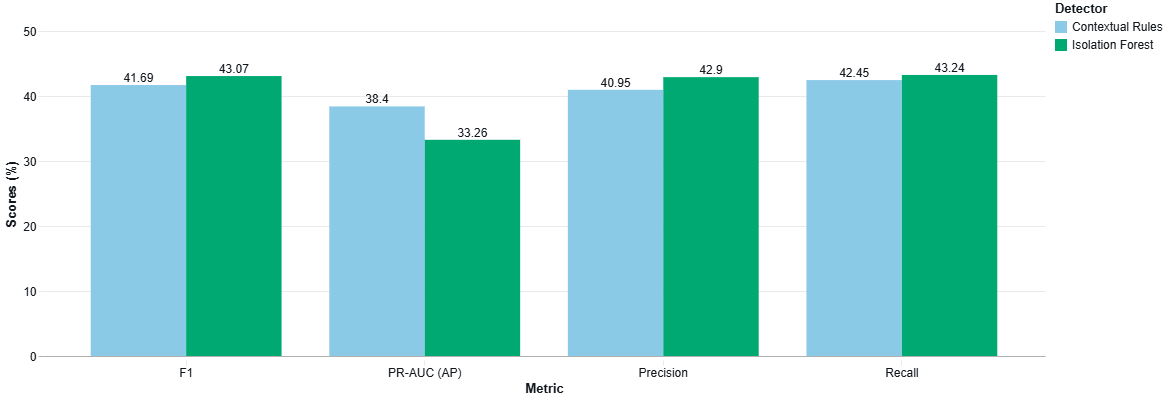 Detector
Contextual Rules
Isolation Forest
Scores (%)
50
40
30
20
10
0
41.69
43.07
38.4
33.26
40.95
42.9
42.45
43.24
F1
PR-AUC (AP)
Precision
Recall
Metric